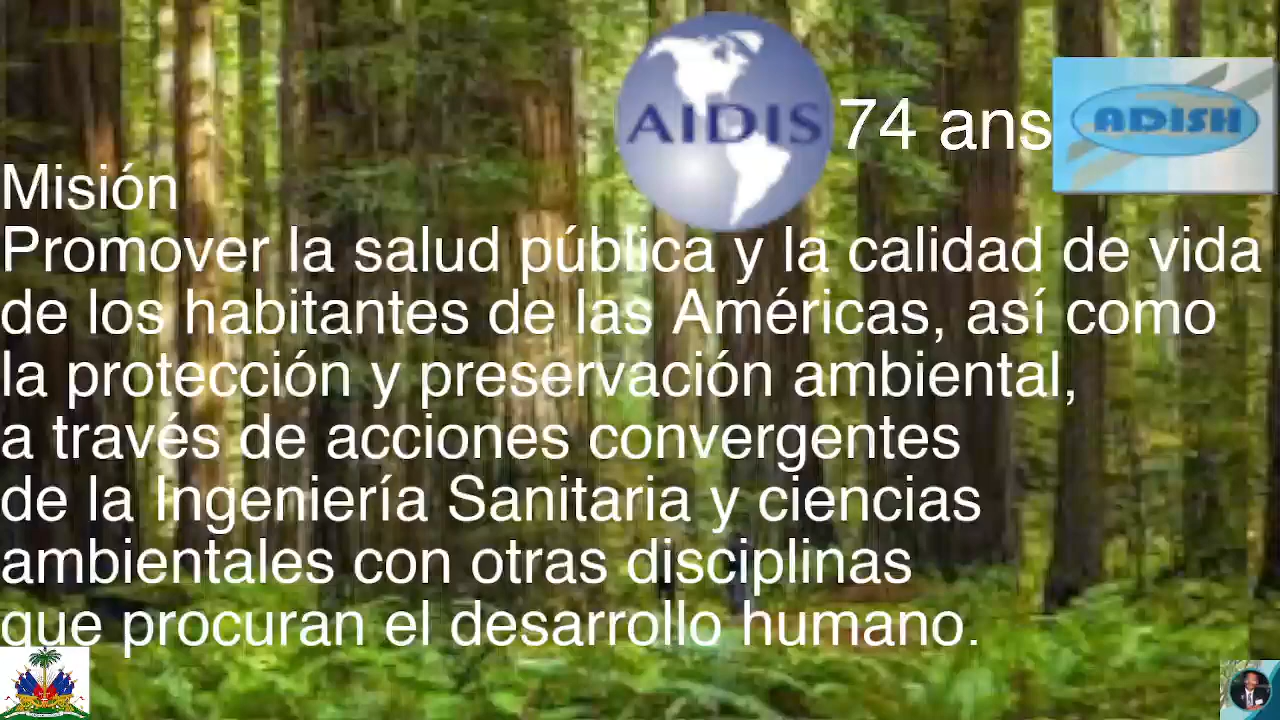 AIDIS
74 ans
ADISH
Misión
Promover la salud pública y la calidad de vida
de los habitantes de las Américas, así como
la protección y preservación ambiental,
a través de acciones convergentes
de la Ingeniería Sanitaria y ciencias
ambientales con otras disciplinas
que procuran el desarrollo humano.